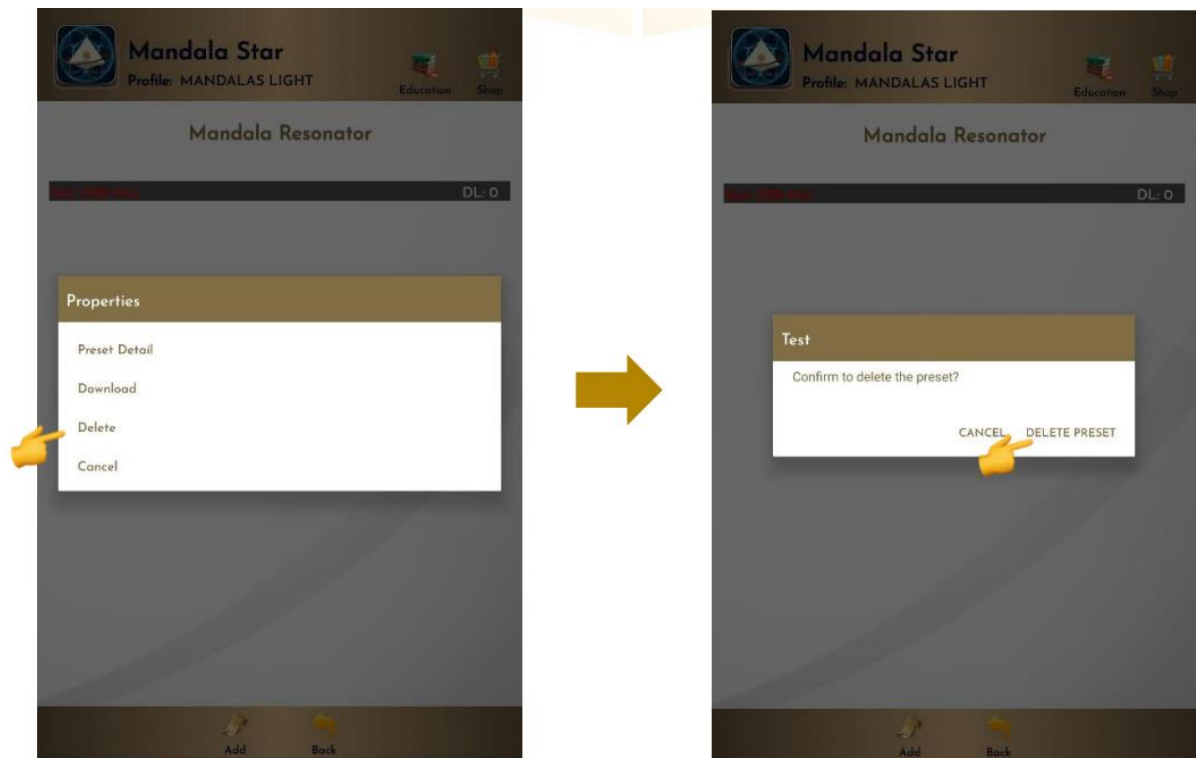 Mandala Star
Profile: MANDALAS LIGHT
Education
Shop
Mandala Resonator
DL: 0
Properties
Preset Detail
Download
Delete
Cancel
Add
Back
Mandala Star
Profile: MANDALAS LIGHT
Education
Shop
Mandala Resonator
DL: 0
Test
Confirm to delete the preset?
CANCEL
DELETE PRESET
Add
Back